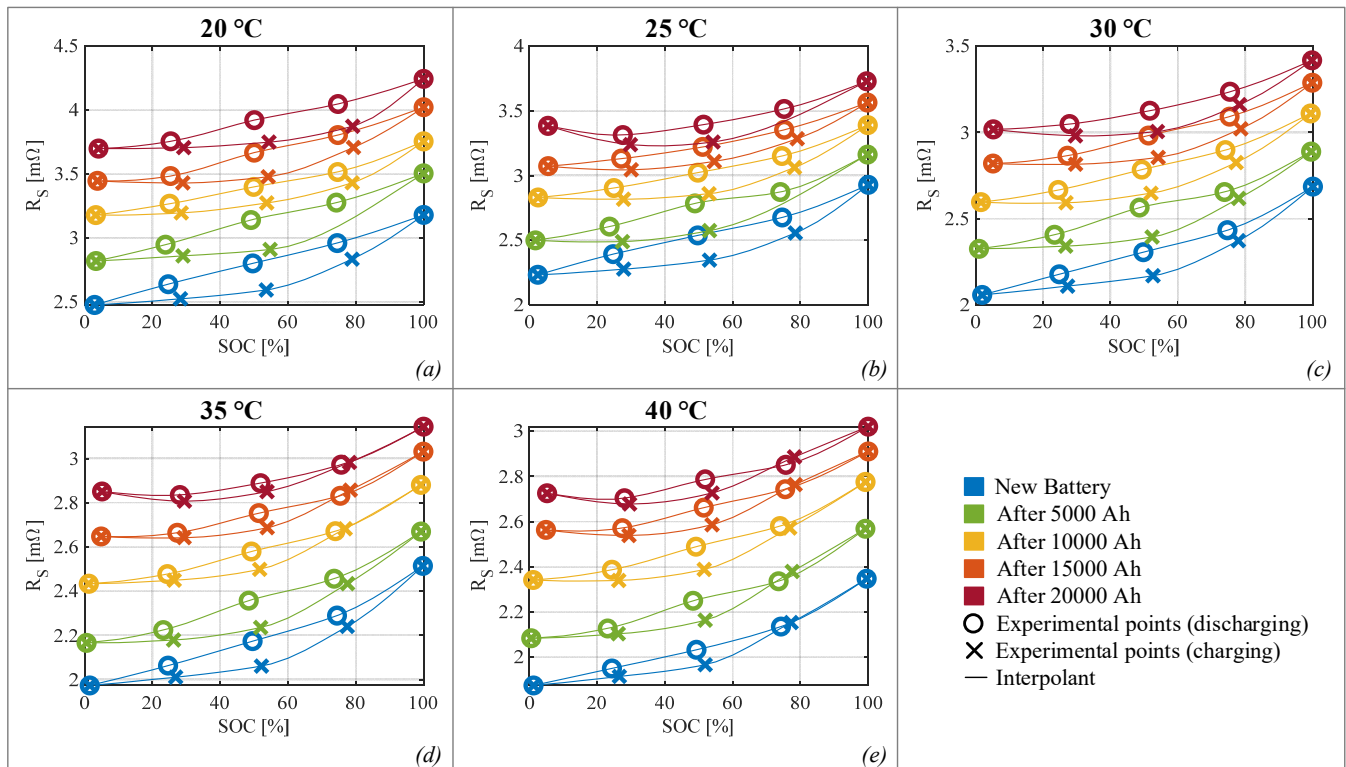 20 °C
4.5
4
3.5
3
2.5
R_S [mΩ]
0 20 40 60 80 100
SOC [%]
(a)
25 °C
4
3.5
3
2.5
2
R_S [mΩ]
0 20 40 60 80 100
SOC [%]
(b)
30 °C
3.5
3
2.5
2
R_S [mΩ]
0 20 40 60 80 100
SOC [%]
(c)
35 °C
3
2.8
2.6
2.4
2.2
2
R_S [mΩ]
0 20 40 60 80 100
SOC [%]
(d)
40 °C
3
2.8
2.6
2.4
2.2
2
R_S [mΩ]
0 20 40 60 80 100
SOC [%]
(e)
New Battery
After 5000 Ah
After 10000 Ah
After 15000 Ah
After 20000 Ah
Experimental points (discharging)
Experimental points (charging)
Interpolant